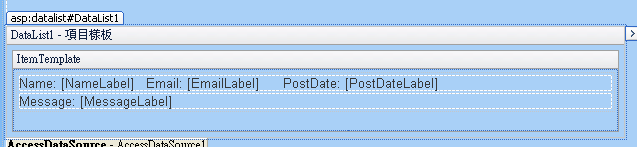 asp:datalist#DataList1
DataList1 - 項目樣板
ItemTemplate
Name: [NameLabel] Email: [EmailLabel] PostDate: [PostDateLabel]
Message: [MessageLabel]
AccessDataSource - AccessDataSource1